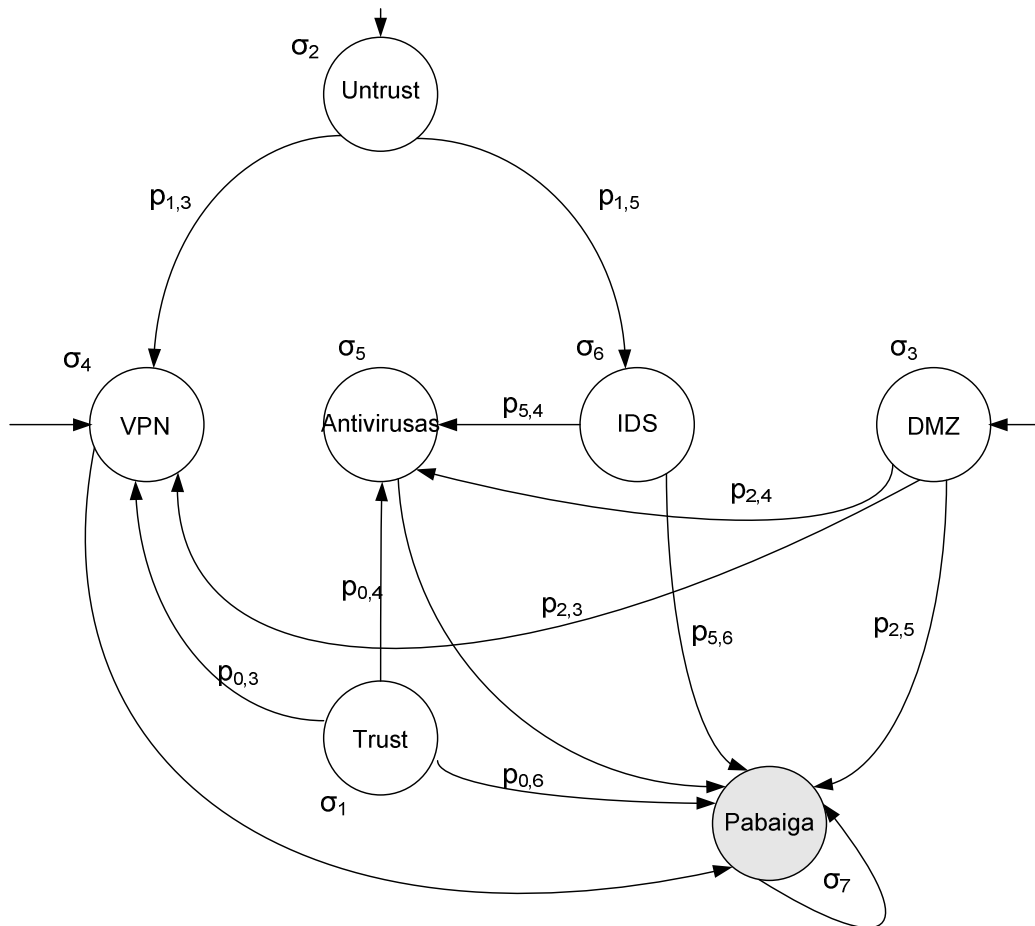 σ₂
Untrust
p₁,₃
p₁,₅
σ₄
σ₅
σ₆
σ₃
VPN
Antivirusas
p₅,₄
IDS
DMZ
p₂,₄
p₀,₄
p₂,₃
p₅,₆
p₂,₅
p₀,₃
Trust
p₀,₆
σ₁
Pabaiga
σ₇